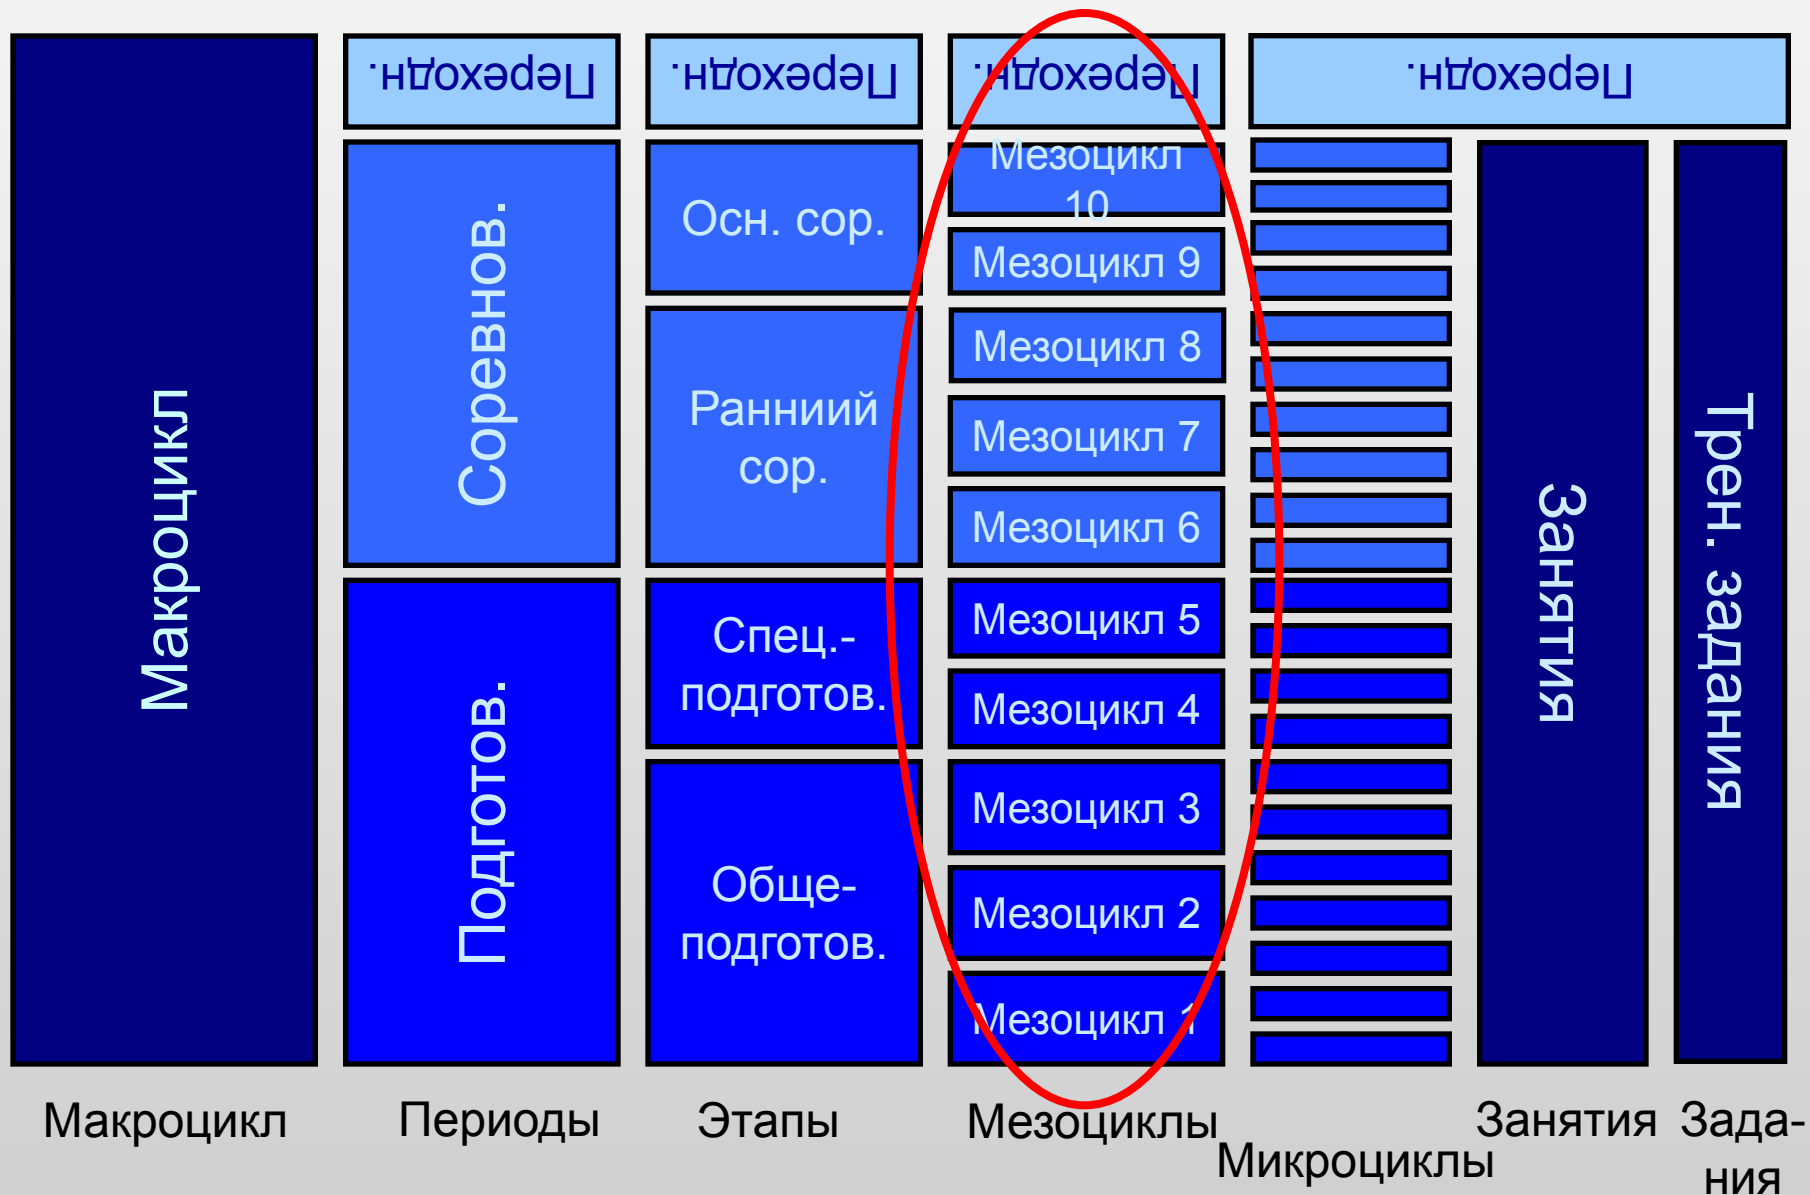 Макроцикл
Переходн.
Соревнов.
Подготов.
Переходн.
Осн. сор.
Ранниий
сор.
Спец.-
подготов.
Обще-
подготов.
Переходн.
Мезоцикл
10
Мезоцикл 9
Мезоцикл 8
Мезоцикл 7
Мезоцикл 6
Мезоцикл 5
Мезоцикл 4
Мезоцикл 3
Мезоцикл 2
Мезоцикл 1
Переходн.
Занятия
Трен. задания
Макроцикл
Периоды
Этапы
Мезоциклы
Микроциклы
Занятия
Зада-
ния